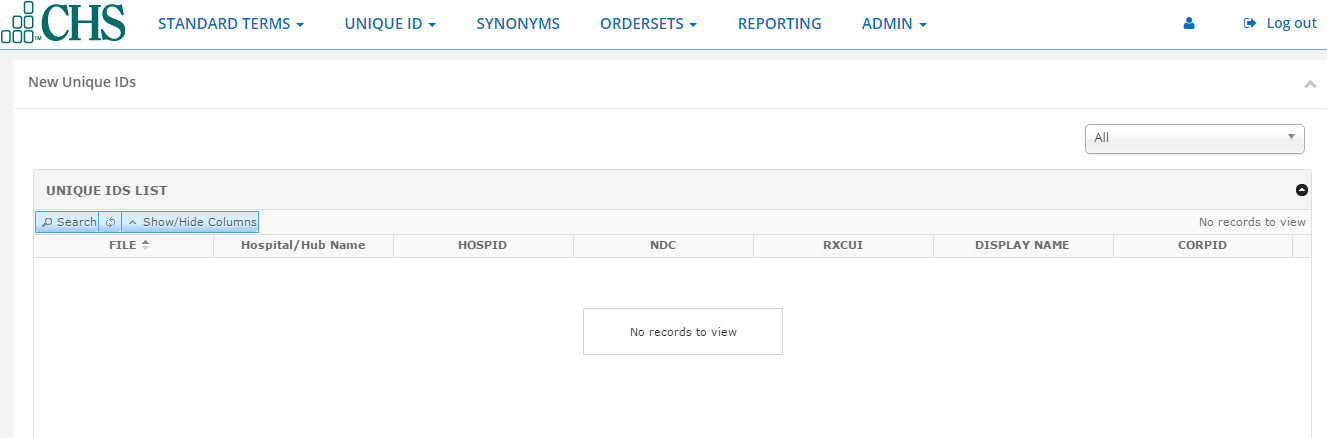 CHS STANDARD TERMS UNIQUE ID SYNONYMS ORDERSETS REPORTING ADMIN Log out
New Unique IDs
All
UNIQUE IDS LIST
Search Show/Hide Columns No records to view
FILE Hospital/Hub Name HOSPID NDC RXCUI DISPLAY NAME CORPID
No records to view